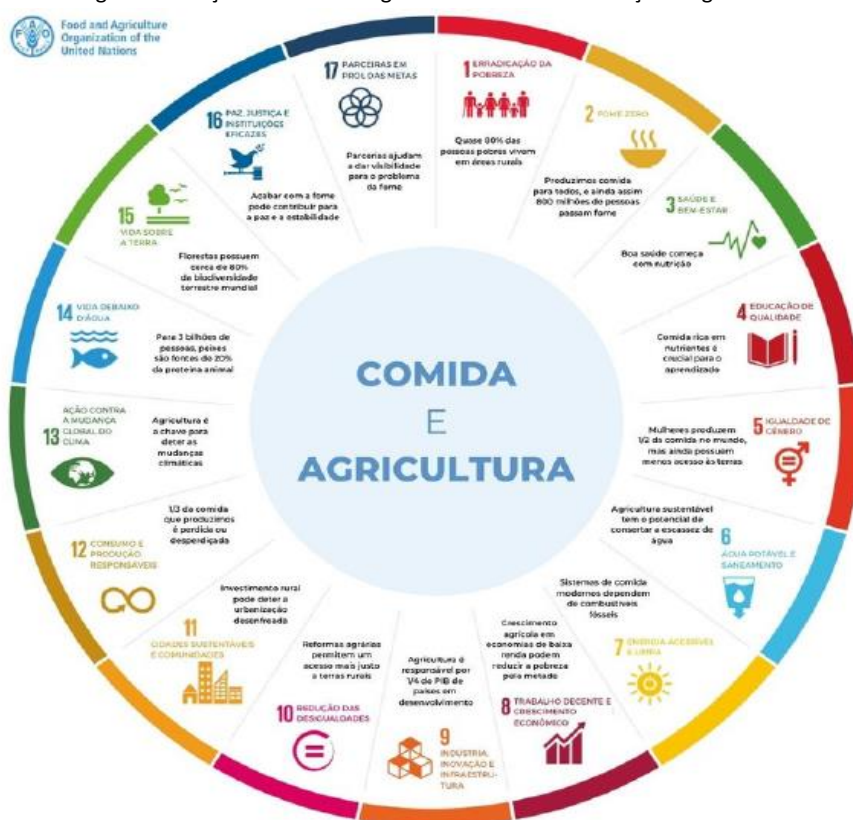 Food and Agriculture
Organization of the
United Nations
1 ERRADICAÇÃO DA
POBREZA
Quase 80% das
pessoas pobres vivem
em áreas rurais
2 FOME ZERO
Produzimos comida
para todos, e ainda assim
800 milhões de pessoas
passam fome
3 SAÚDE E
BEM-ESTAR
Boa saúde começa
com nutrição
4 EDUCAÇÃO DE
QUALIDADE
Comida rica em
nutrientes é
crucial para o
aprendizado
5 IGUALDADE DE
GÊNERO
Mulheres produzem
1/2 da comida no mundo,
mas ainda possuem
menos acesso às terras
6
ÁGUA POTÁVEL E
SANEAMENTO
Agricultura sustentável
tem o potencial de
consertar a escassez de
água
7 ENERGIA ACESSÍVEL
E LIMPA
Sistemas de comida
modernos dependem
de combustíveis
fósseis
8 TRABALHO DECENTE E
CRESCIMENTO
ECONÔMICO
Crescimento
agrícola em
economias de baixa
renda podem
reduzir a pobreza
pela metade
9
INDÚSTRIA,
INOVAÇÃO E
INFRAESTRU-
TURA
Agricultura é
responsável por
1/4 de PIB de
países em
desenvolvimento
10 REDUÇÃO DAS
DESIGUALDADES
Reformas agrárias
permitem um
acesso mais justo
a terras rurais
11
CIDADES SUSTENTÁVEIS
E COMUNIDADES
Investimento rural
pode deter a
urbanização
desenfreada
12 CONSUMO E
PRODUÇÃO
RESPONSÁVEIS
1/3 da comida
que produzimos
é perdida ou
desperdiçada
13 AÇÃO CONTRA
A MUDANÇA
GLOBAL DO
CLIMA
Agricultura é
a chave para
deter as
mudanças
climáticas
14 VIDA DEBAIXO
D'ÁGUA
Para 3 bilhões de
pessoas, peixes
são fontes de 20%
da proteína animal
15
VIDA SOBRE
A TERRA
Florestas possuem
cerca de 80%
da biodiversidade
terrestre mundial
16 PAZ, JUSTIÇA E
INSTITUIÇÕES
EFICAZES
Acabar com a fome
pode contribuir para
a paz e a estabilidade
17 PARCEIRAS EM
PROL DAS METAS
Parcerias ajudam
a dar visibilidade
para o problema
da fome
COMIDA
E
AGRICULTURA